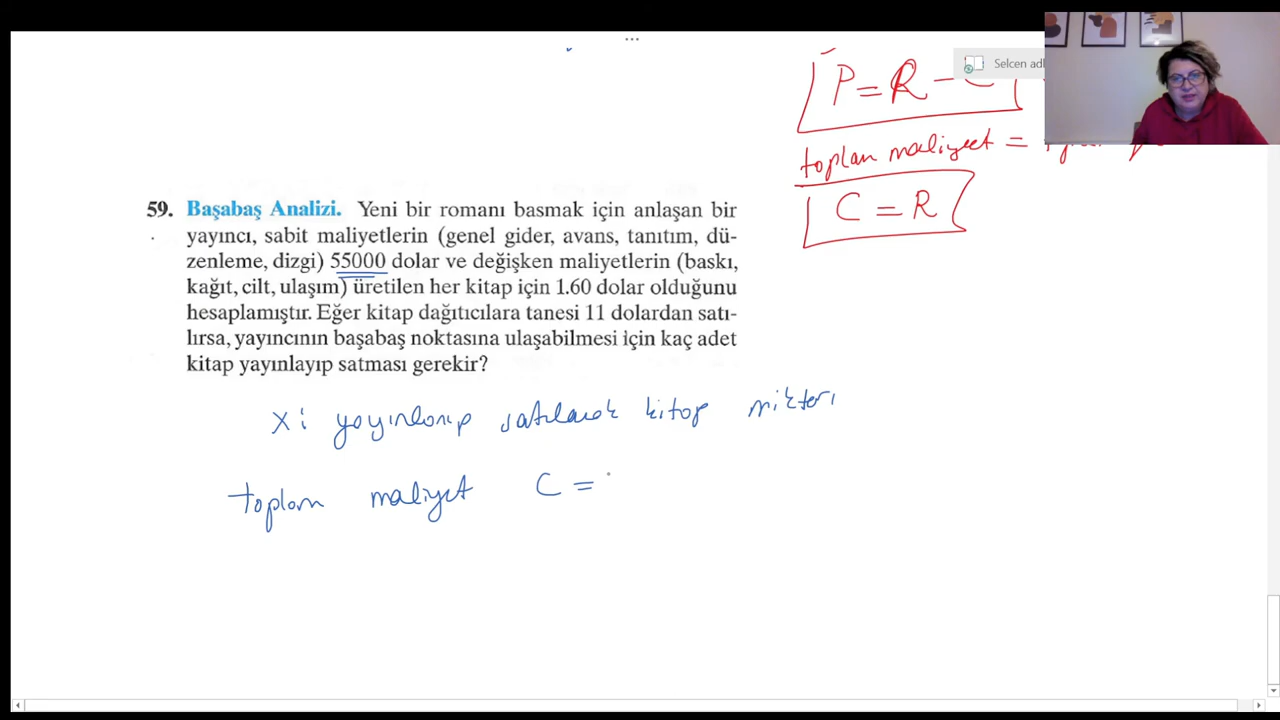 Selcen
P = R - C
toplam maliyet =
C = R
59. Başabaş Analizi. Yeni bir romanı basmak için anlaşan bir
yayıncı, sabit maliyetlerin (genel gider, avans, tanıtım, dü-
zenleme, dizgi) 55000 dolar ve değişken maliyetlerin (baskı,
kağıt, cilt, ulaşım) üretilen her kitap için 1.60 dolar olduğunu
hesaplamıştır. Eğer kitap dağıtıcılara tanesi 11 dolardan satı-
lırsa, yayıncının başabaş noktasına ulaşabilmesi için kaç adet
kitap yayınlayıp satması gerekir?
x: yayınlanıp satılacak kitap miktarı
toplam maliyet C =